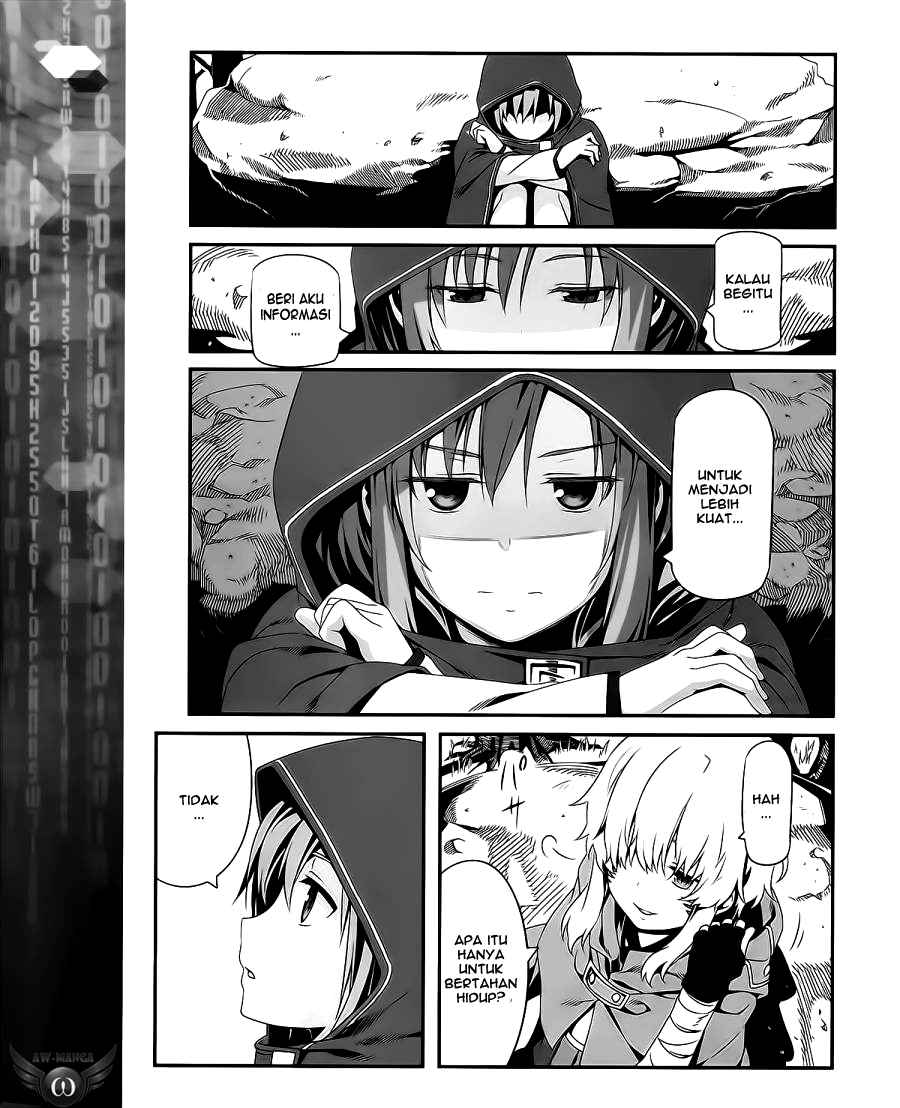 KALAU
BEGITU
...
BERI AKU
INFORMASI
...
UNTUK
MENJADI
LEBIH
KUAT...
HAH
...
APA ITU
HANYA
UNTUK
BERTAHAN
HIDUP?
TIDAK
...
AW-MANGA
ω